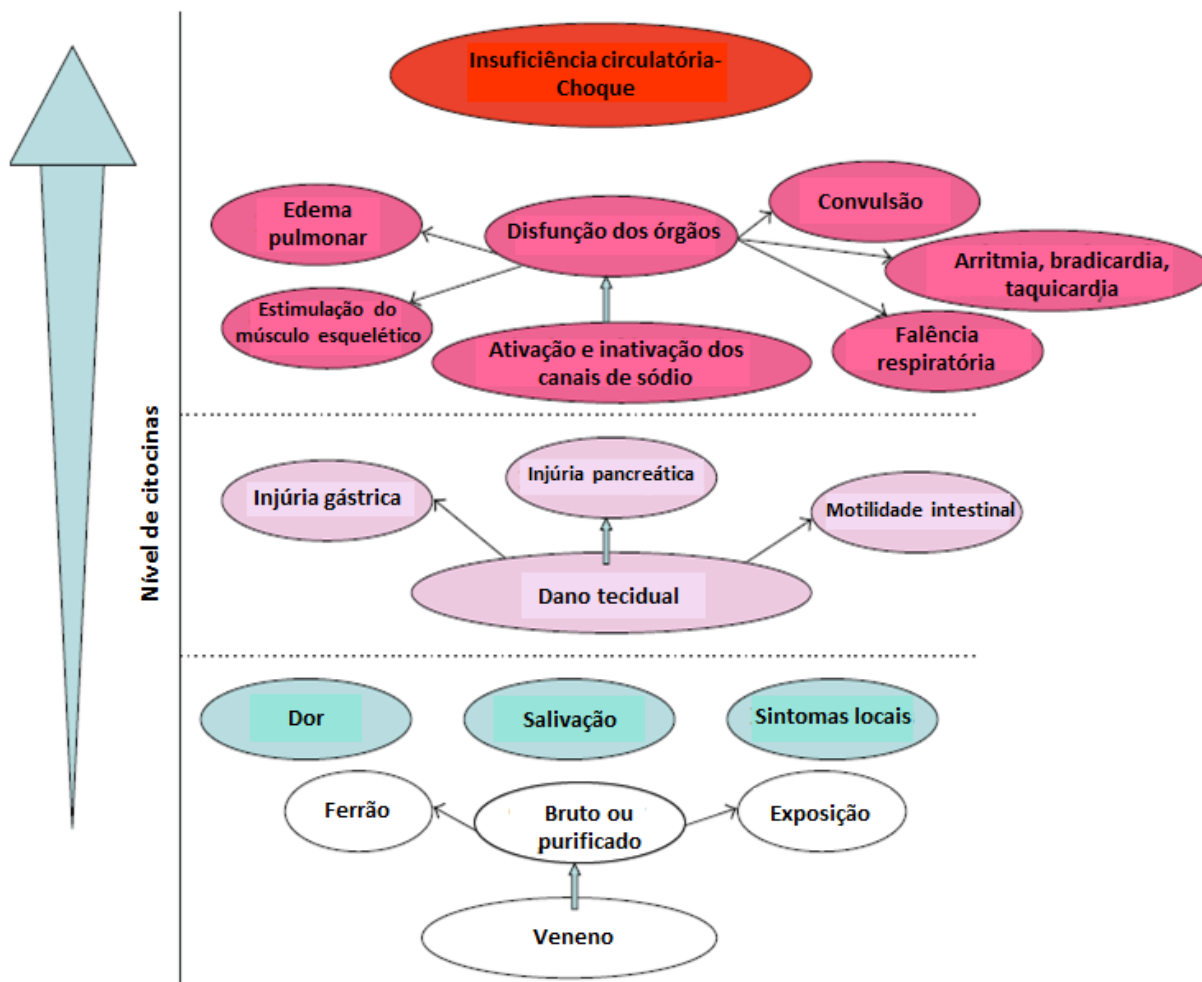 Insuficiência circulatória-
Choque
Convulsão
Edema
pulmonar
Disfunção dos órgãos
Arritmia, bradicardia,
taquicardia
Estimulação do
músculo esquelético
Ativação e inativação dos
canais de sódio
Falência
respiratória
Nível de citocinas
Injúria gástrica
Injúria pancreática
Motilidade intestinal
Dano tecidual
Dor
Salivação
Sintomas locais
Ferrão
Bruto ou
purificado
Exposição
Veneno